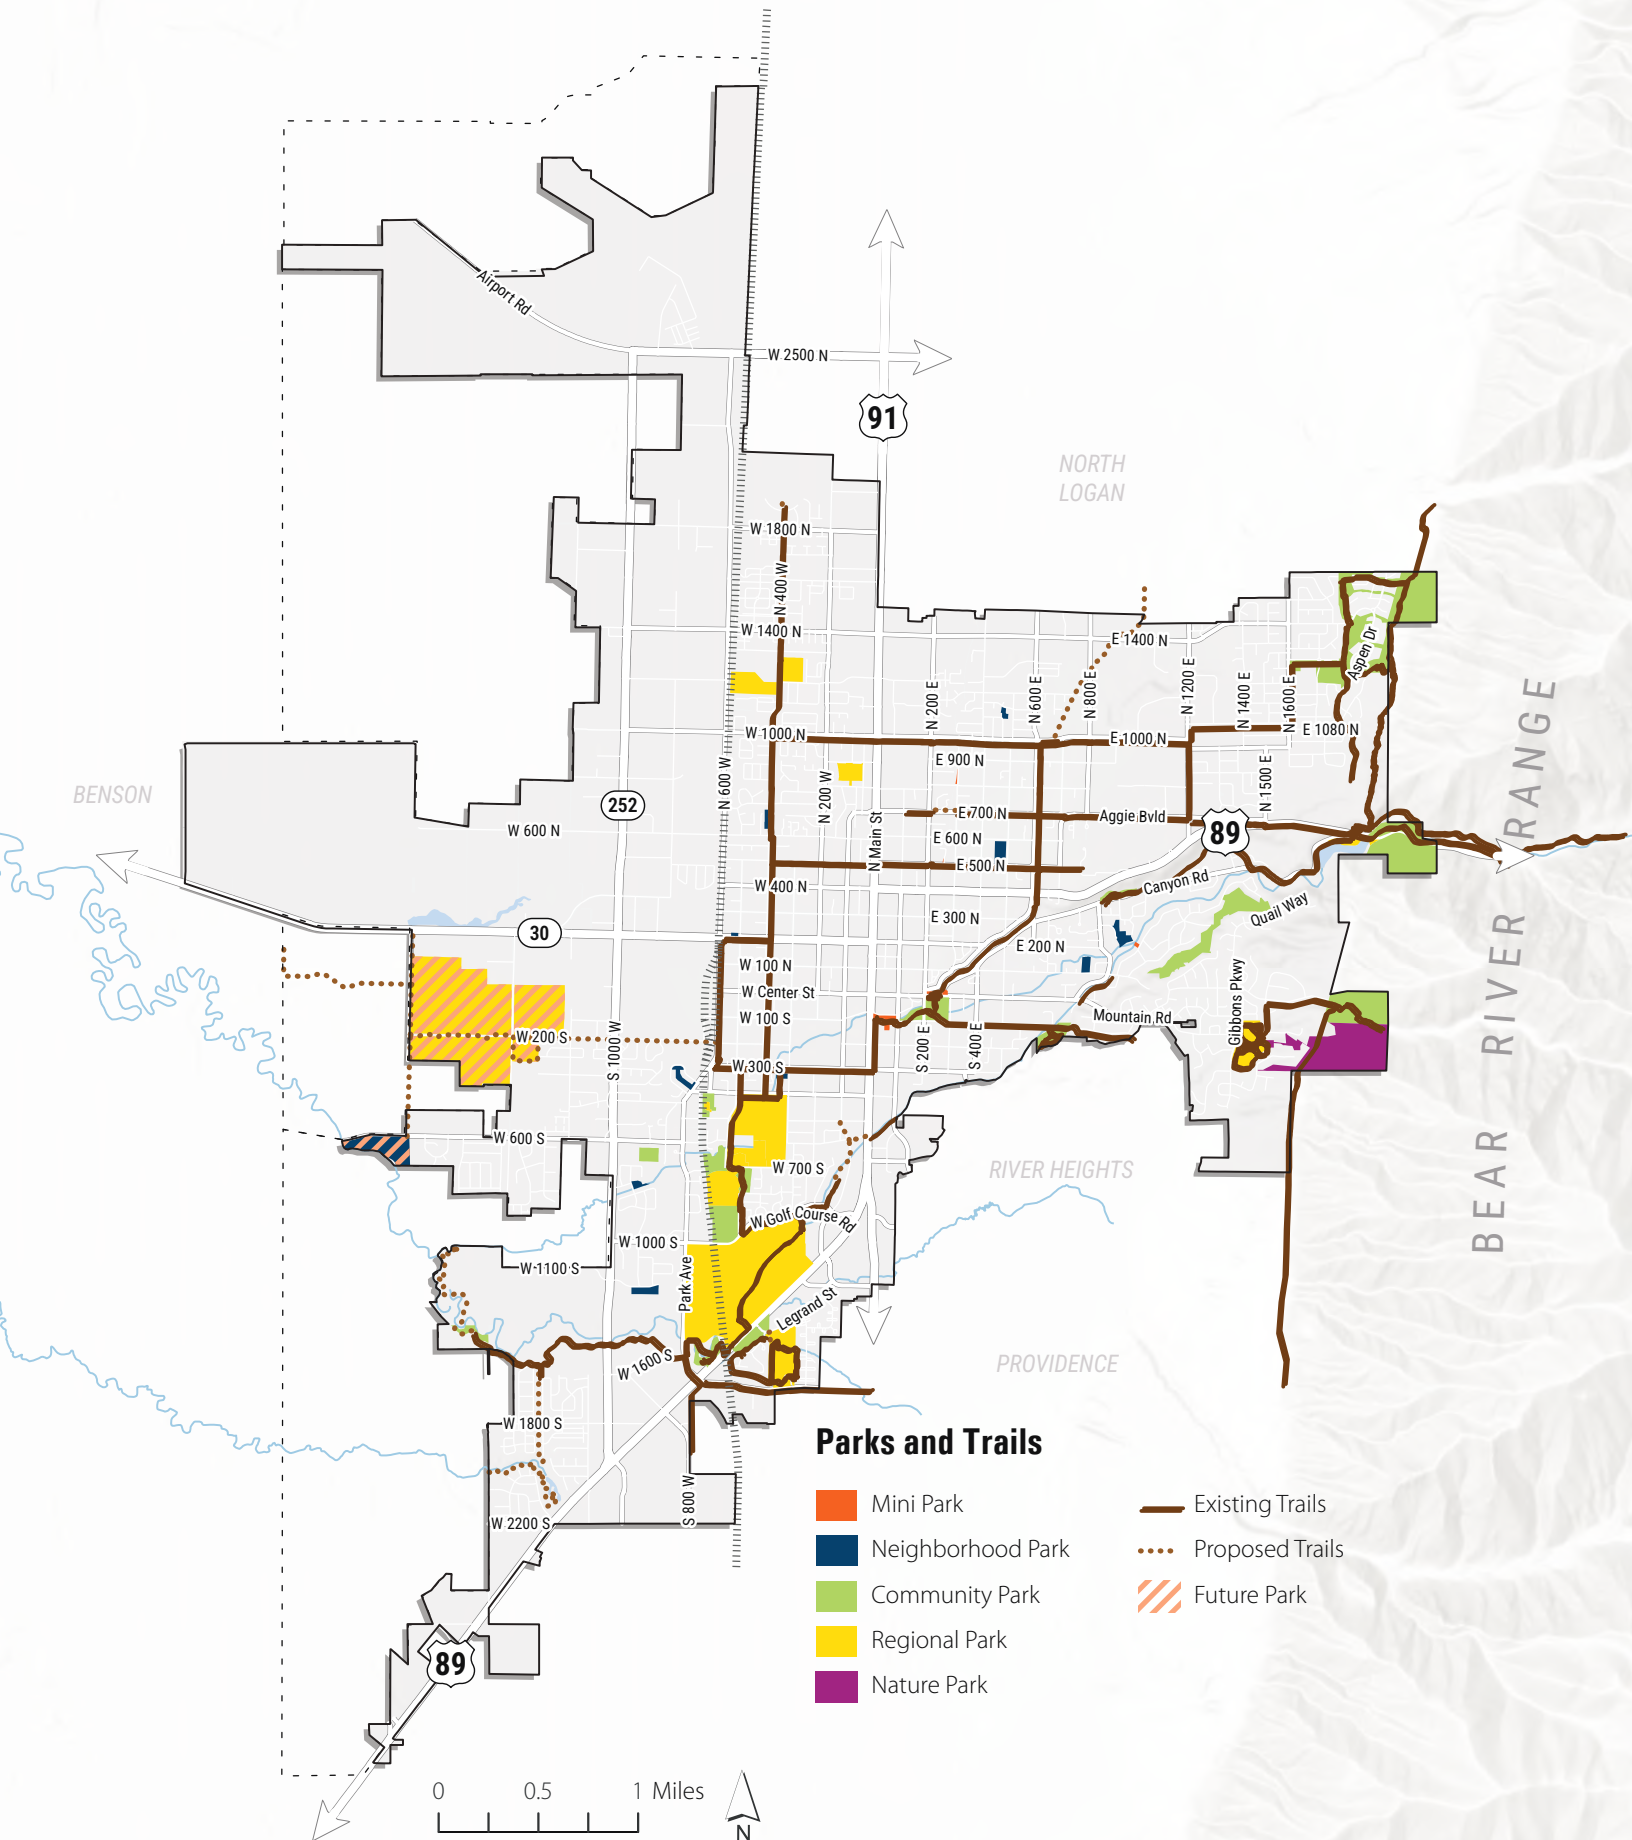 Airport Rd
W 2500 N
91
NORTH
LOGAN
W 1800 N
N 400 W
W 1400 N
E 1400 N
Aspen Dr
N 200 E
N 600 E
N 800 E
N 1200 E
N 1400 E
N 1600 E
W 1000 N
E 1000 N
E 1080 N
E 900 N
N 600 W
N 200 W
N 1500 E
BENSON
252
W 600 N
N Main St
E 700 N
Aggie Bvld
89
E 600 N
E 500 N
W 400 N
Canyon Rd
Quail Way
E 300 N
30
E 200 N
W 100 N
W Center St
W 100 S
Gibbons Pkwy
Mountain Rd
W 200 S
S 1000 W
S 200 E
S 400 E
W 300 S
W 600 S
W 700 S
RIVER HEIGHTS
W Golf Course Rd
W 1000 S
W 1100 S
Park Ave
Legrand St
W 1600 S
PROVIDENCE
BEAR RIVER RANGE
W 1800 S
S 800 W
W 2200 S
89
Parks and Trails
Mini Park
Neighborhood Park
Community Park
Regional Park
Nature Park
Existing Trails
Proposed Trails
Future Park
0 0.5 1 Miles
N